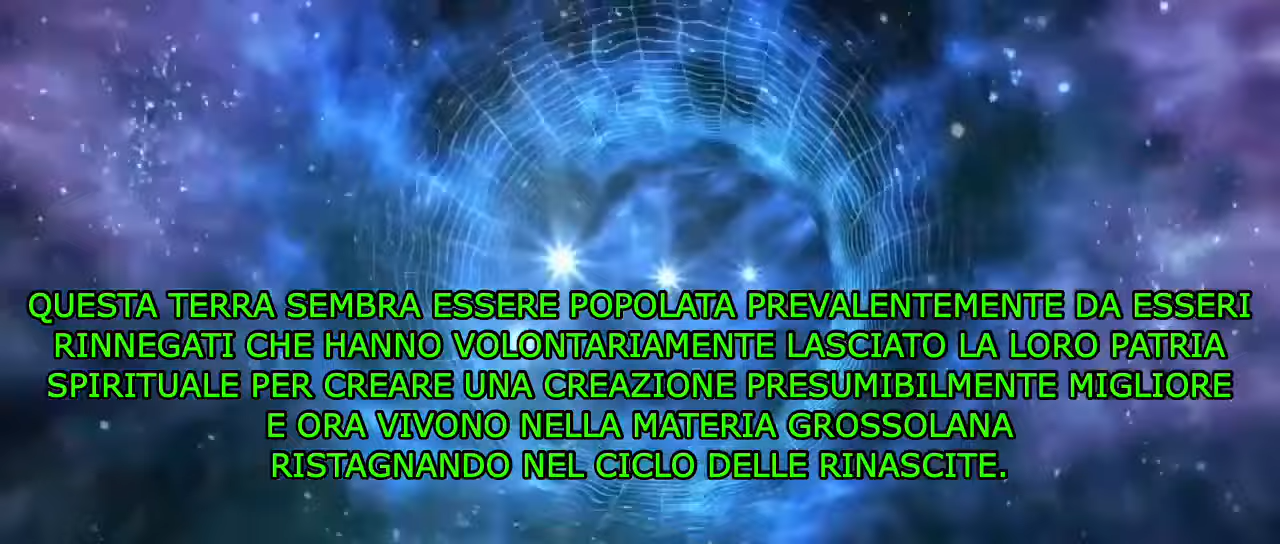 QUESTA TERRA SEMBRA ESSERE POPOLATA PREVALENTEMENTE DA ESSERI
RINNEGATI CHE HANNO VOLONTARIAMENTE LASCIATO LA LORO PATRIA
SPIRITUALE PER CREARE UNA CREAZIONE PRESUMIBILMENTE MIGLIORE
E ORA VIVONO NELLA MATERIA GROSSOLANA
RISTAGNANDO NEL CICLO DELLE RINASCITE.